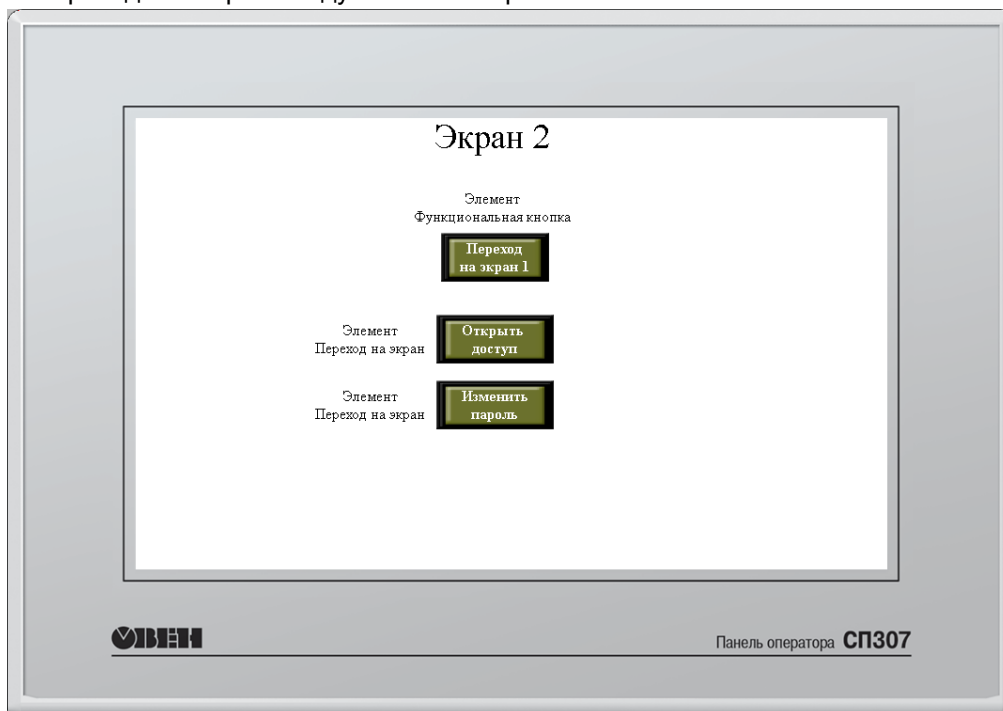 Экран 2
Элемент
Функциональная кнопка
Переход
на экран 1
Элемент
Переход на экран
Открыть
доступ
Элемент
Переход на экран
Изменить
пароль
ОВЕН
Панель оператора СП307